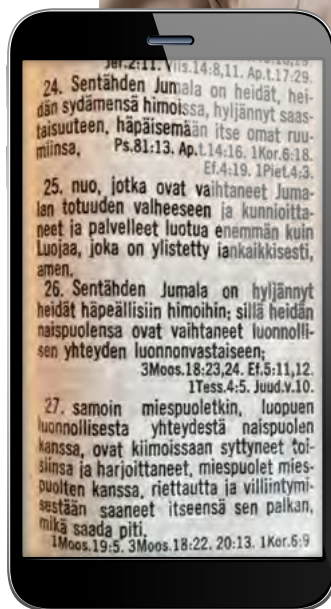 Jer.2:11. Viis.14:8,11. Ap.t.17:29.
24. Sentähden Jumala on heidät, hei-
dän sydämensä himoissa, hyljännyt saas-
taisuuteen, häpäisemään itse omat ruu-
miinsa, Ps.81:13. Ap.t.14:16. 1Kor.6:18.
Ef.4:19. 1Piet.4:3.
25. nuo, jotka ovat vaihtaneet Juma-
lan totuuden valheeseen ja kunnioitta-
neet ja palvelleet luotua enemmän kuin
Luojaa, joka on ylistetty iankaikkisesti,
amen.
26. Sentähden Jumala on hyljännyt
heidät häpeällisiin himoihin; sillä heidän
naispuolensa ovat vaihtaneet luonnolli-
sen yhteyden luonnonvastaiseen;
3Moos.18:23,24. Ef.5:11,12.
1Tess.4:5. Juud.v.10.
27. samoin miespuoletkin, luopuen
luonnollisesta yhteydestä naispuolen
kanssa, ovat kiimoissaan syttyneet toi-
siinsa ja harjoittaneet, miespuolet mies-
puolten kanssa, riettautta ja villiintymi-
sestään saaneet itseensä sen palkan,
mikä saada piti.
1Moos.19:5. 3Moos.18:22. 20:13. 1Kor.6:9